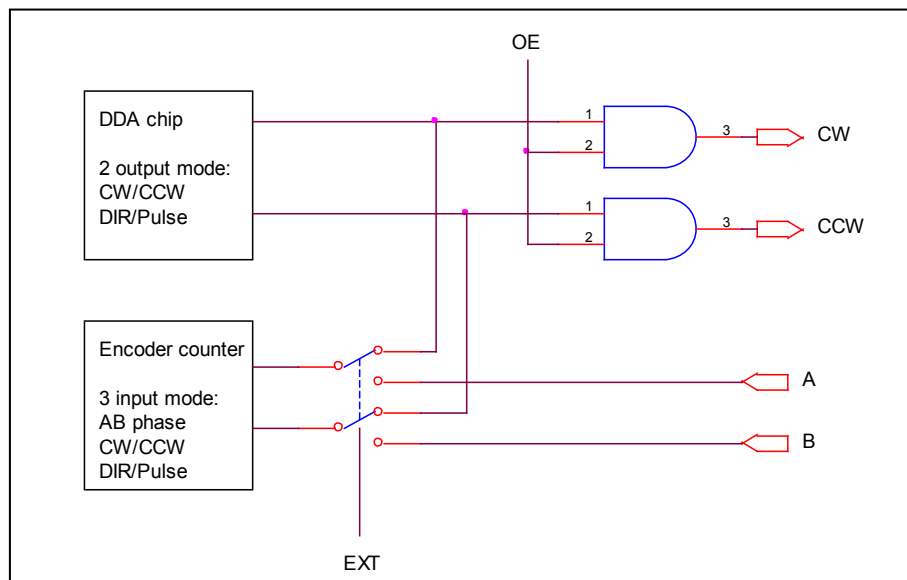 OE
DDA chip
2 output mode:
CW/CCW
DIR/Pulse
1
2
3
CW
1
2
3
CCW
Encoder counter
3 input mode:
AB phase
CW/CCW
DIR/Pulse
A
B
EXT